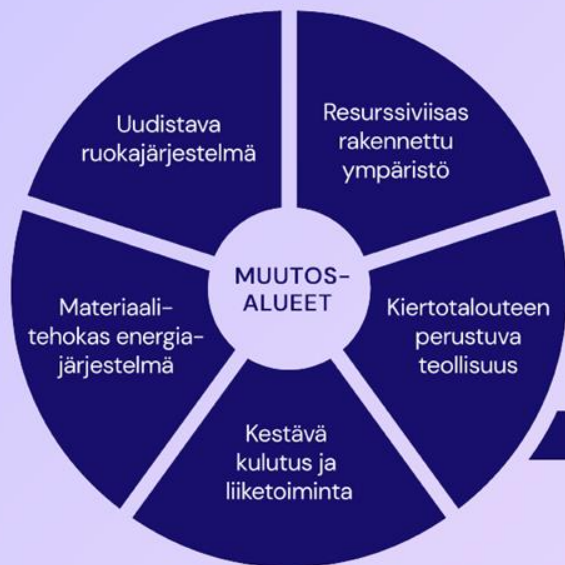 Uudistava
ruokajärjestelmä
Resurssiviisas
rakennettu
ympäristö
MUUTOS-
ALUEET
Materiaali-
tehokas energia-
järjestelmä
Kiertotalouteen
perustuva
teollisuus
Kestävä
kulutus ja
liiketoiminta